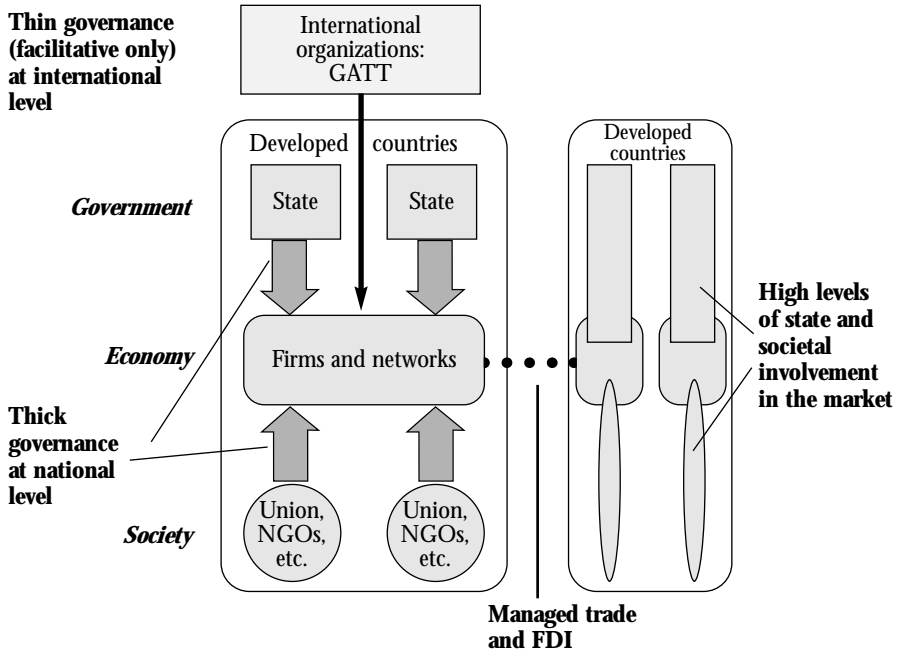 Thin governance
(facilitative only)
at international
level
International
organizations:
GATT
Developed countries
Developed
countries
Government
State
State
Economy
Firms and networks
High levels
of state and
societal
involvement
in the market
Thick
governance
at national
level
Society
Union,
NGOs,
etc.
Union,
NGOs,
etc.
Managed trade
and FDI